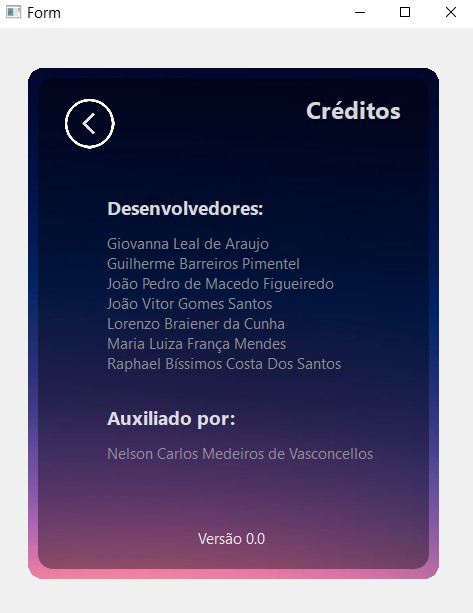 Form
Créditos
Desenvolvedores:
Giovanna Leal de Araujo
Guilherme Barreiros Pimentel
João Pedro de Macedo Figueiredo
João Vitor Gomes Santos
Lorenzo Braiener da Cunha
Maria Luiza França Mendes
Raphael Bíssimos Costa Dos Santos
Auxiliado por:
Nelson Carlos Medeiros de Vasconcellos
Versão 0.0